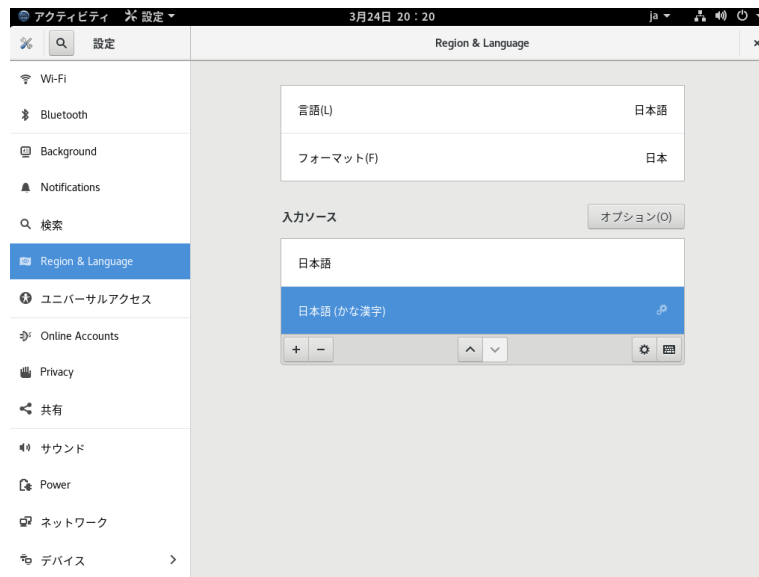 アクティビティ 設定
3月24日 20:20
ja
設定
Region & Language
Wi-Fi
Bluetooth
Background
Notifications
検索
Region & Language
ユニバーサルアクセス
Online Accounts
Privacy
共有
サウンド
Power
ネットワーク
デバイス
言語(L) 日本語
フォーマット(F) 日本
入力ソース オプション(O)
日本語
日本語 (かな漢字)